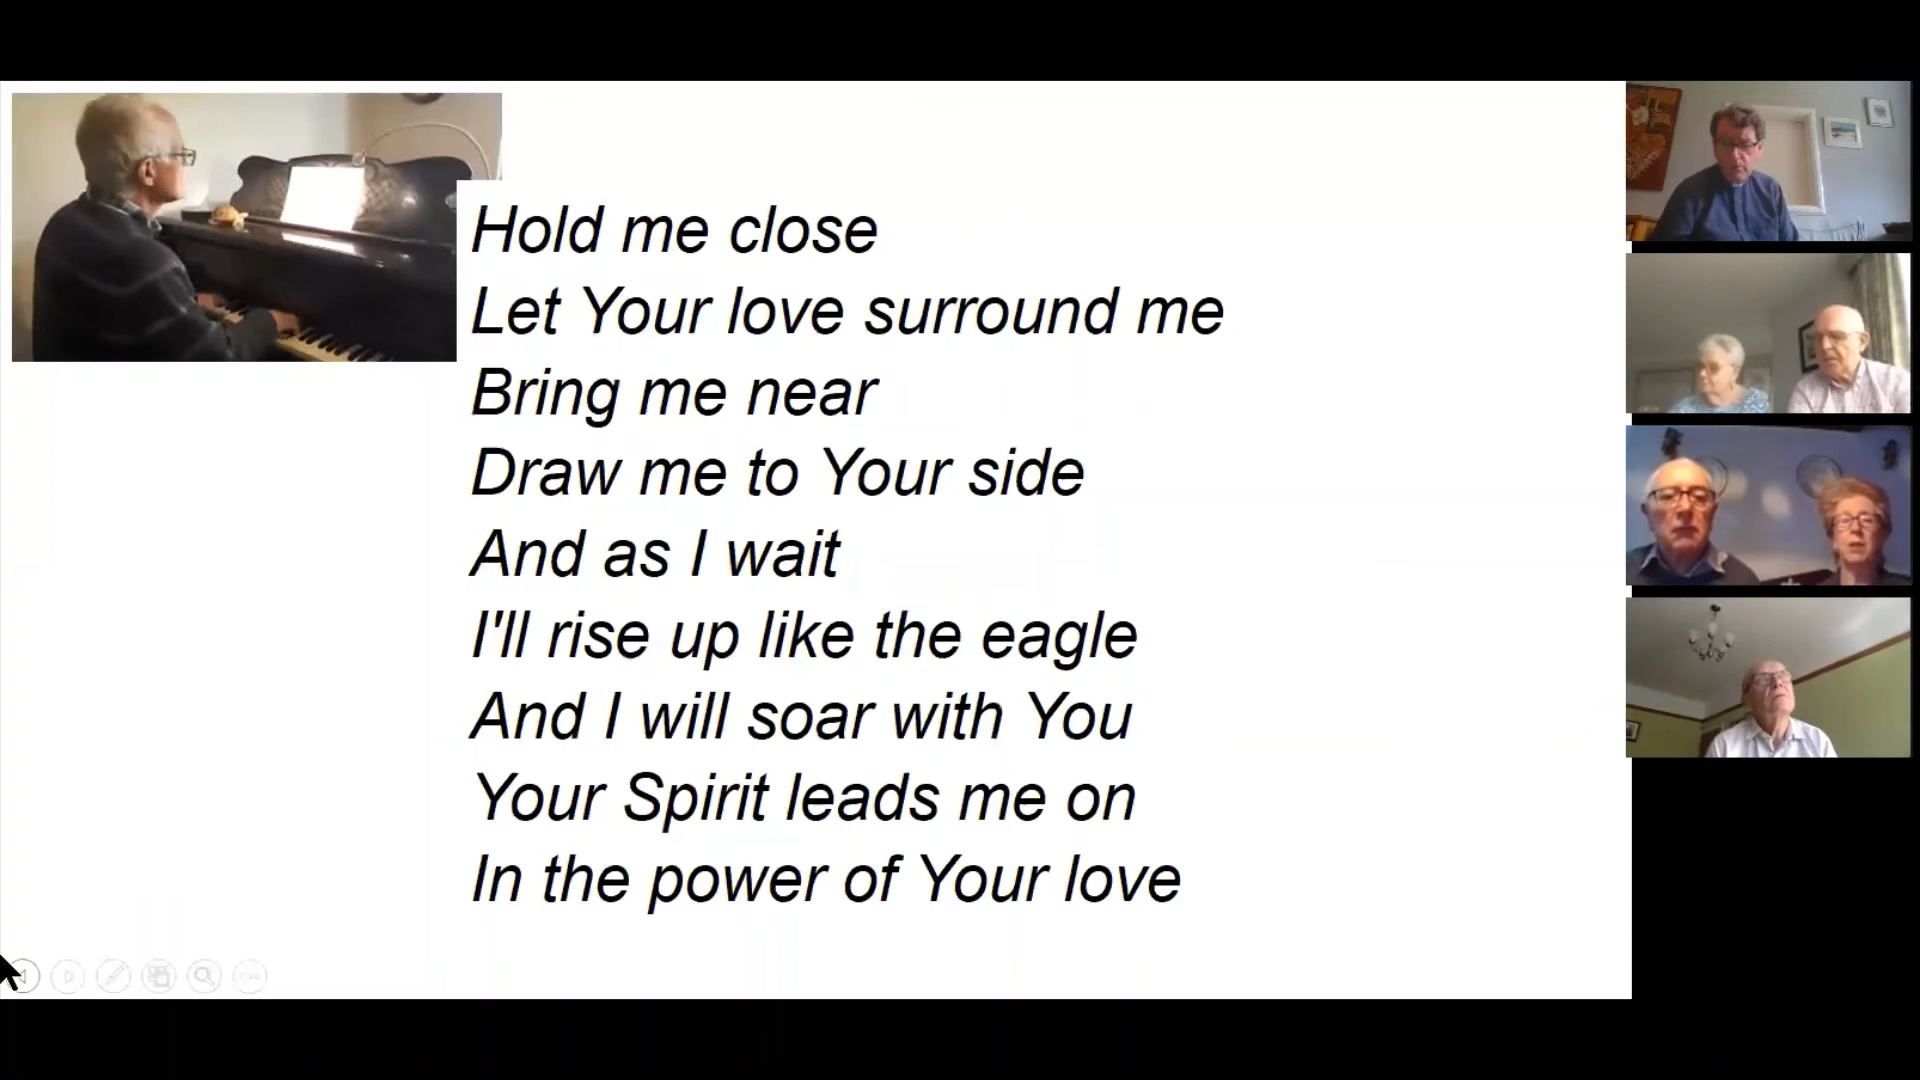 Hold me close
Let Your love surround me
Bring me near
Draw me to Your side
And as I wait
I'll rise up like the eagle
And I will soar with You
Your Spirit leads me on
In the power of Your love